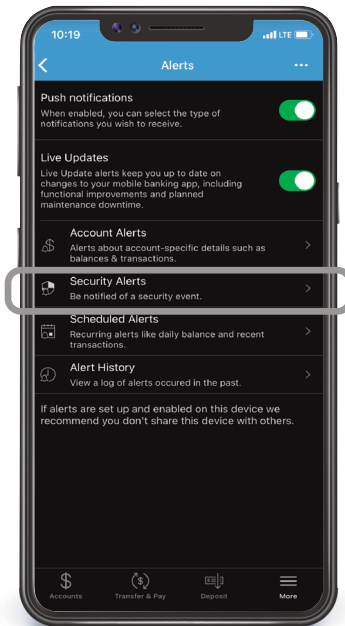 10:19
LTE
Alerts
Push notifications
When enabled, you can select the type of
notifications you wish to receive.
Live Updates
Live Update alerts keep you up to date on
changes to your mobile banking app, including
functional improvements and planned
maintenance downtime.
Account Alerts
Alerts about account-specific details such as
balances & transactions.
Security Alerts
Be notified of a security event.
Scheduled Alerts
Recurring alerts like daily balance and recent
transactions.
Alert History
View a log of alerts occured in the past.
If alerts are set up and enabled on this device we
recommend you don't share this device with others.
Accounts
Transfer & Pay
Deposit
More